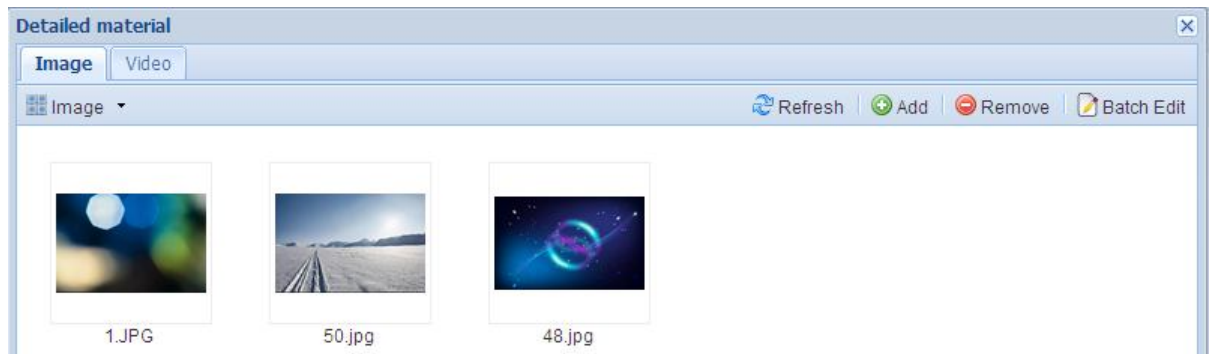 Detailed material
Image Video
Image Refresh Add Remove Batch Edit
1.JPG 50.jpg 48.jpg